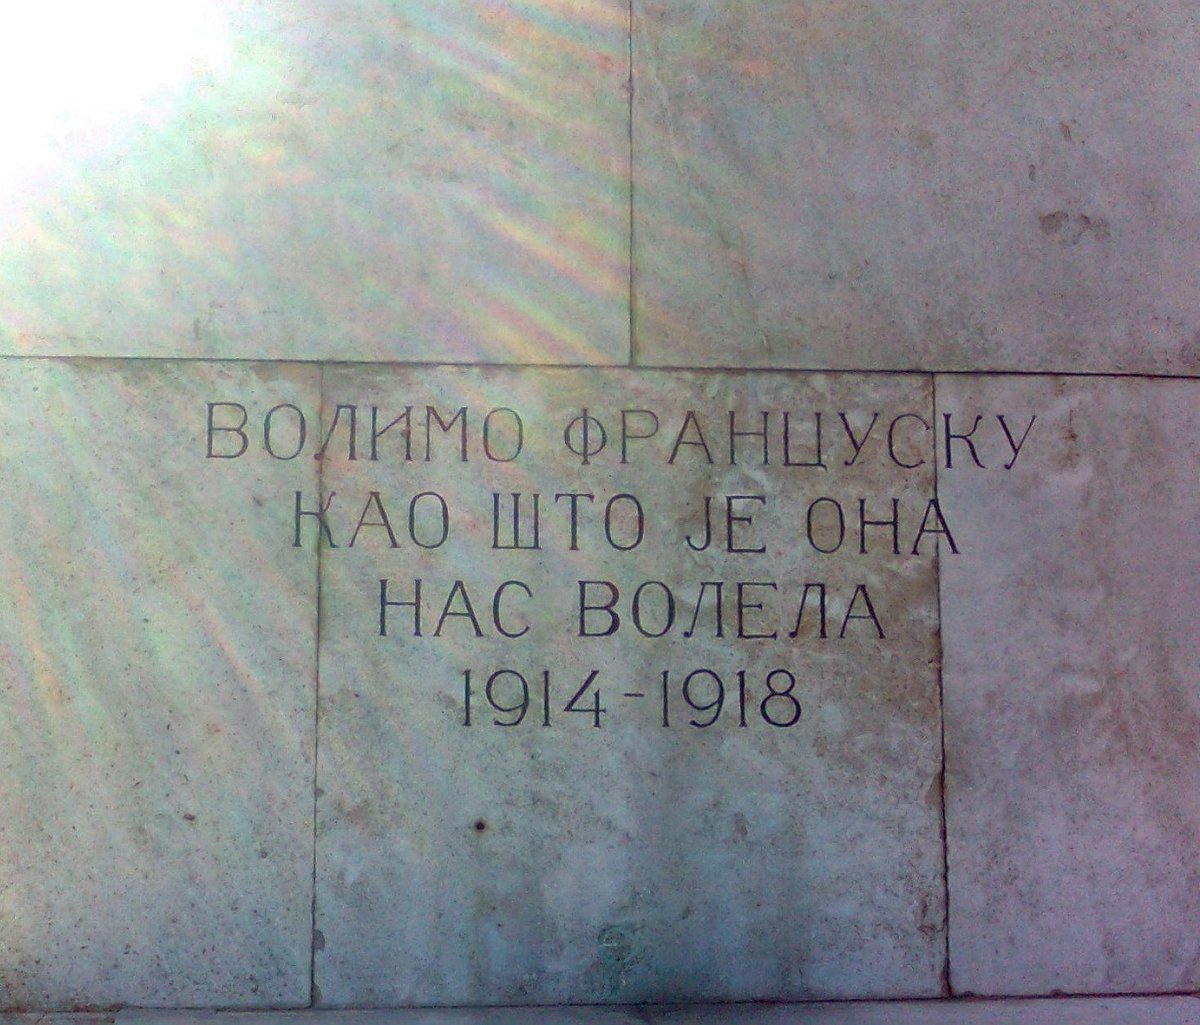 ВОЛИМО ФРАНЦУСКУ
КАО ШТО ЈЕ ОНА
НАС ВОЛЕЛА
1914-1918